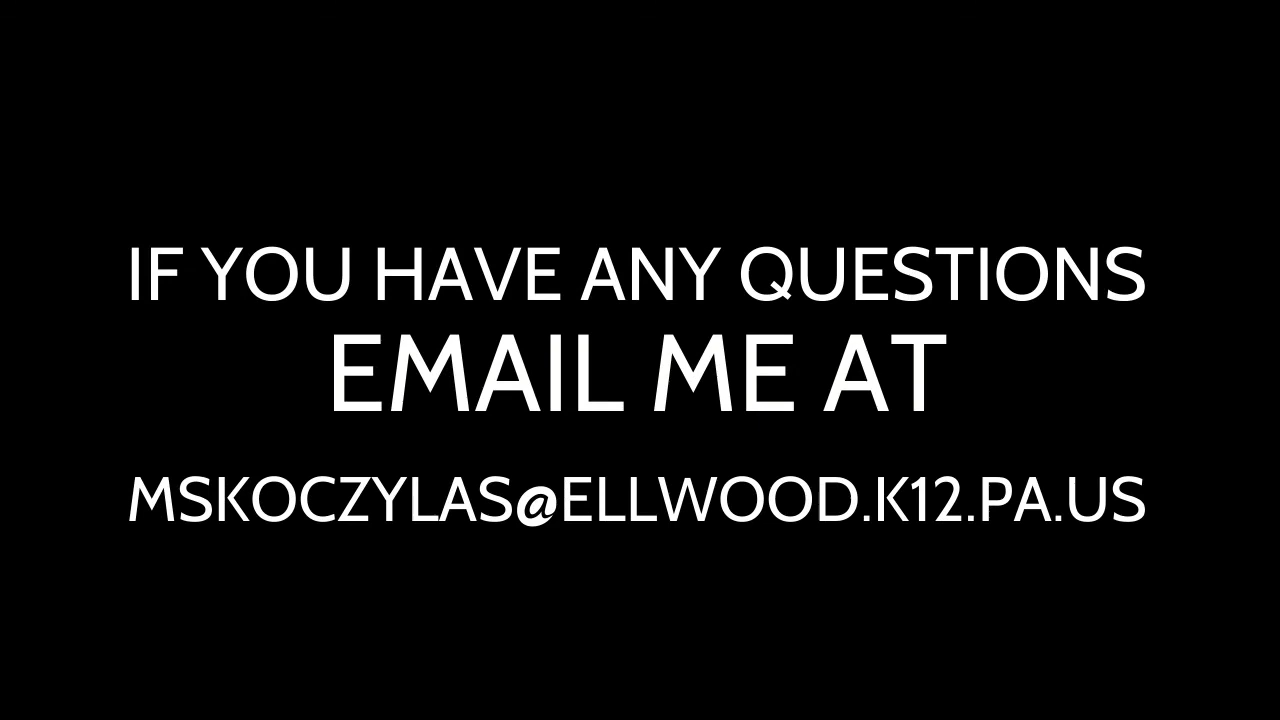 IF YOU HAVE ANY QUESTIONS
EMAIL ME AT
MSKOCZYLAS@ELLWOOD.K12.PA.US